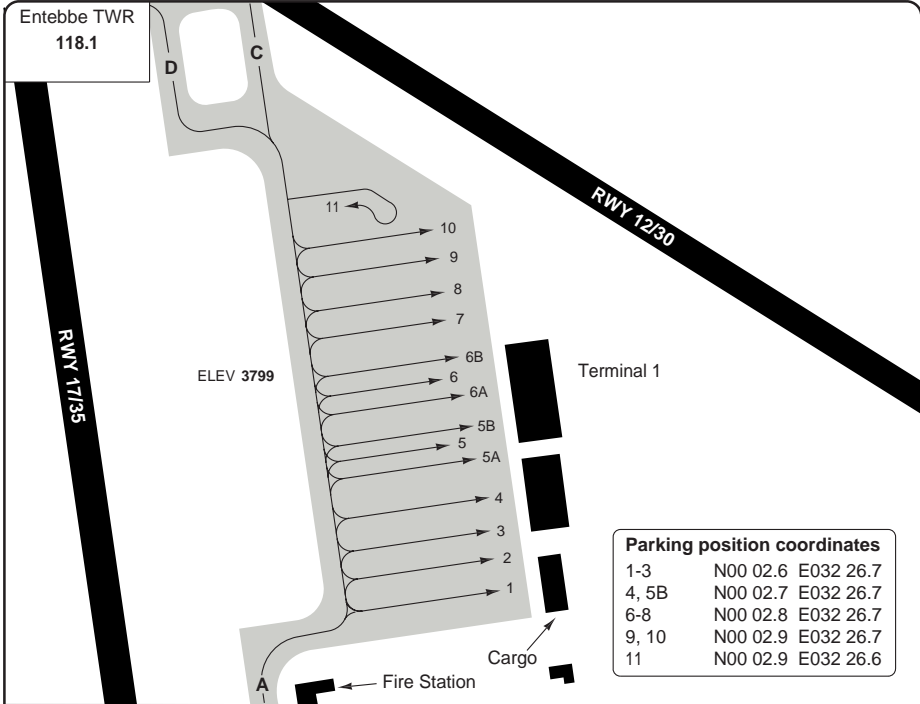 Entebbe TWR
118.1
D
C
RWY 12/30
11
10
9
8
7
RWY 17/35
ELEV 3799
6B
6
6A
Terminal 1
5B
5
5A
4
3
2
1
Parking position coordinates
1-3 N00 02.6 E032 26.7
4, 5B N00 02.7 E032 26.7
6-8 N00 02.8 E032 26.7
9, 10 N00 02.9 E032 26.7
11 N00 02.9 E032 26.6
Cargo
A
Fire Station